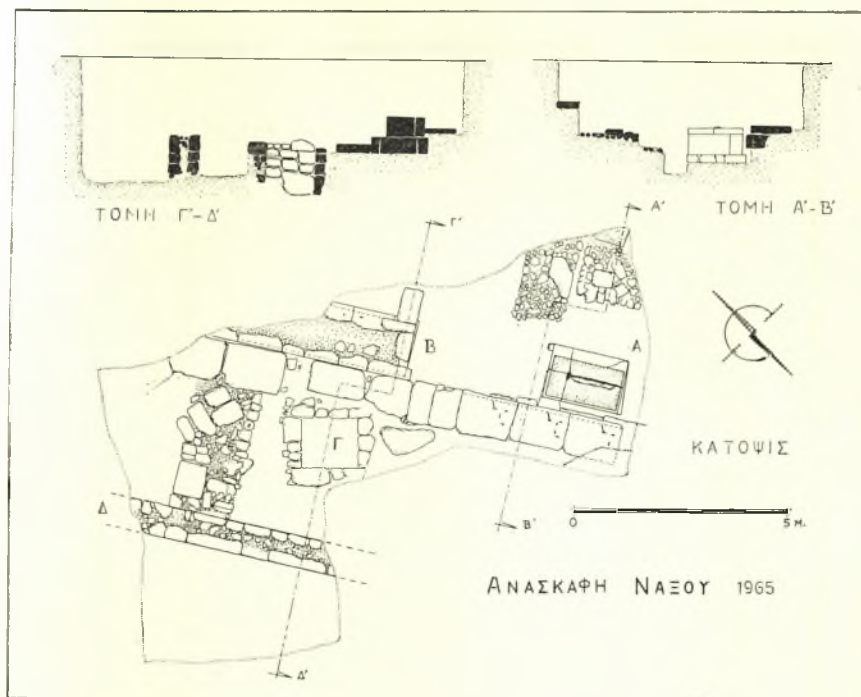 ΤΟΜΗ Γ'-Δ'
ΤΟΜΗ Α'-Β'
Γ'
Α'
Β
Α
Γ
ΚΑΤΟΨΙΣ
Δ
Β'
0 5 Μ.
ΑΝΑΣΚΑΦΗ ΝΑΞΟΥ 1965
Δ'